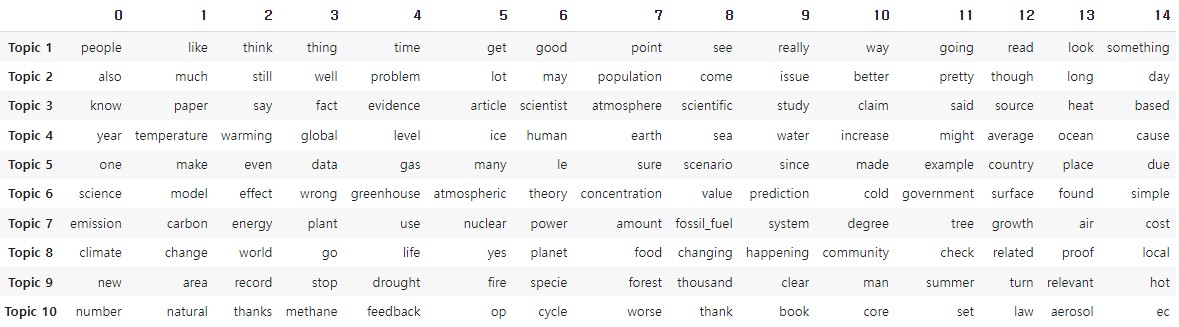 0 1 2 3 4 5 6 7 8 9 10 11 12 13 14
Topic 1 people like think thing time get good point see really way going read look something
Topic 2 also much still well problem lot may population come issue better pretty though long day
Topic 3 know paper say fact evidence article scientist atmosphere scientific study claim said source heat based
Topic 4 year temperature warming global level ice human earth sea water increase might average ocean cause
Topic 5 one make even data gas many le sure scenario since made example country place due
Topic 6 science model effect wrong greenhouse atmospheric theory concentration value prediction cold government surface found simple
Topic 7 emission carbon energy plant use nuclear power amount fossil_fuel system degree tree growth air cost
Topic 8 climate change world go life yes planet food changing happening community check related proof local
Topic 9 new area record stop drought fire specie forest thousand clear man summer turn relevant hot
Topic 10 number natural thanks methane feedback op cycle worse thank book core set law aerosol ec